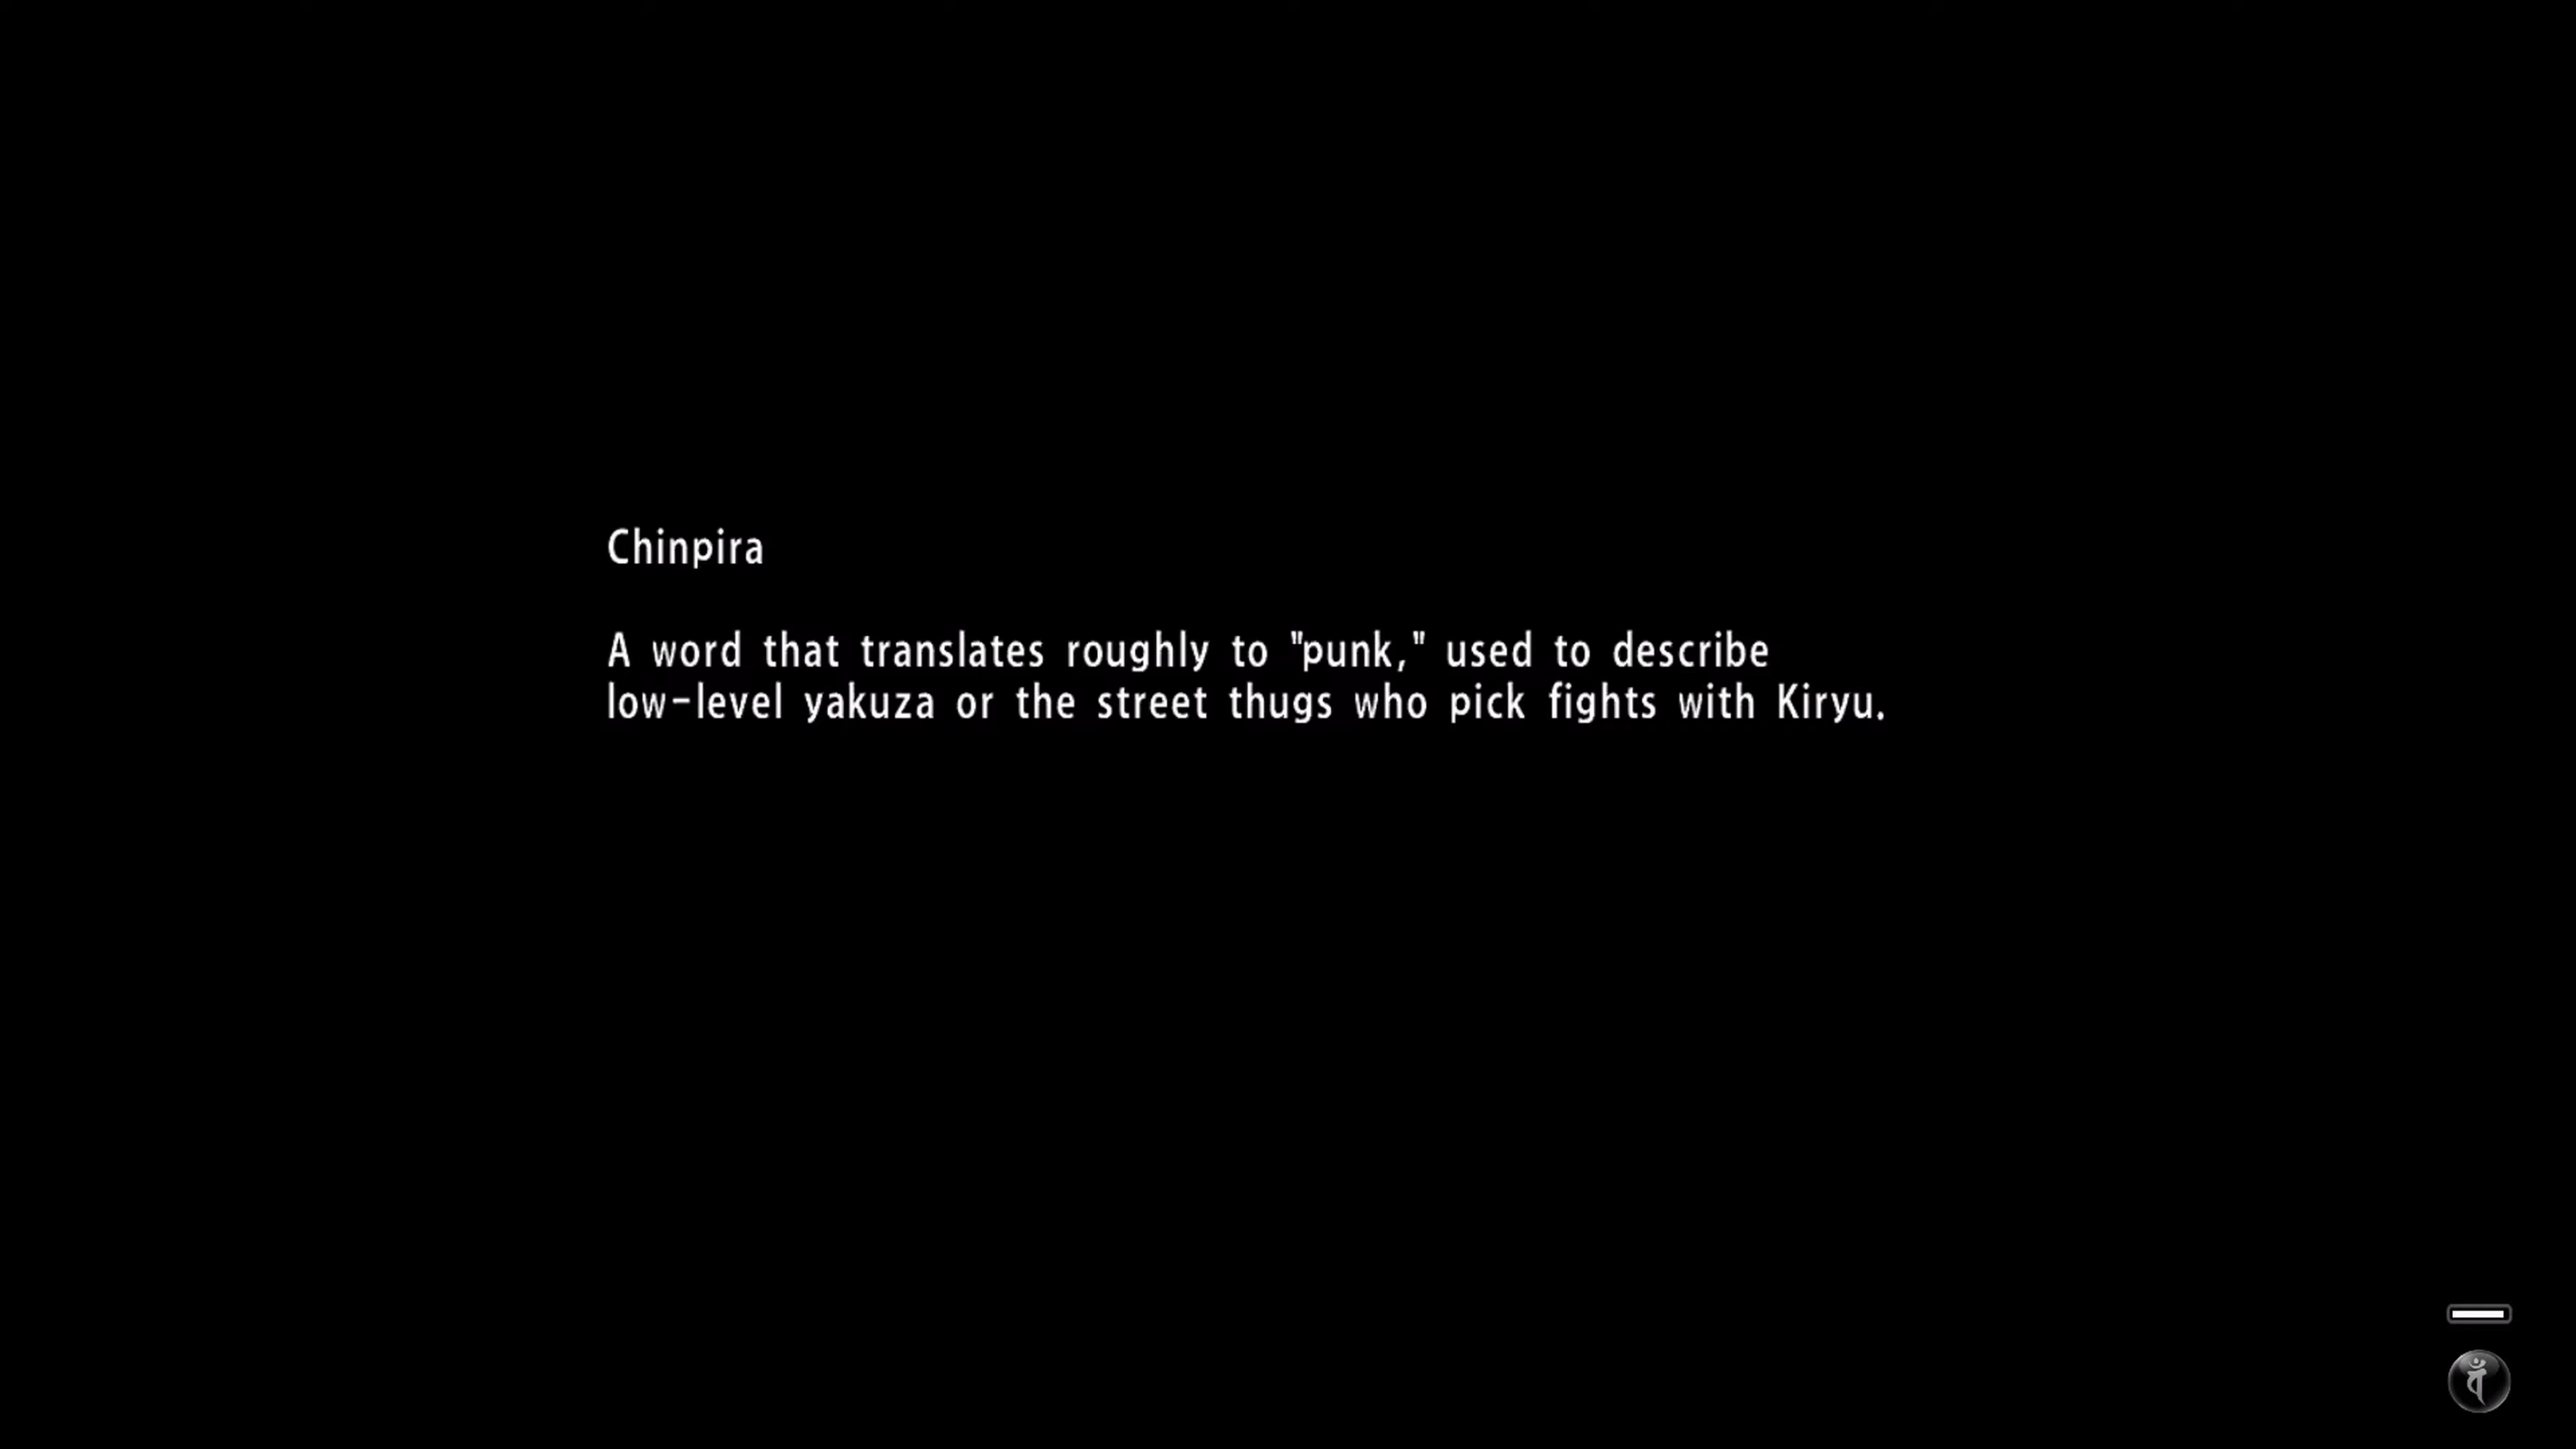 Chinpira
A word that translates roughly to "punk," used to describe
low-level yakuza or the street thugs who pick fights with Kiryu.